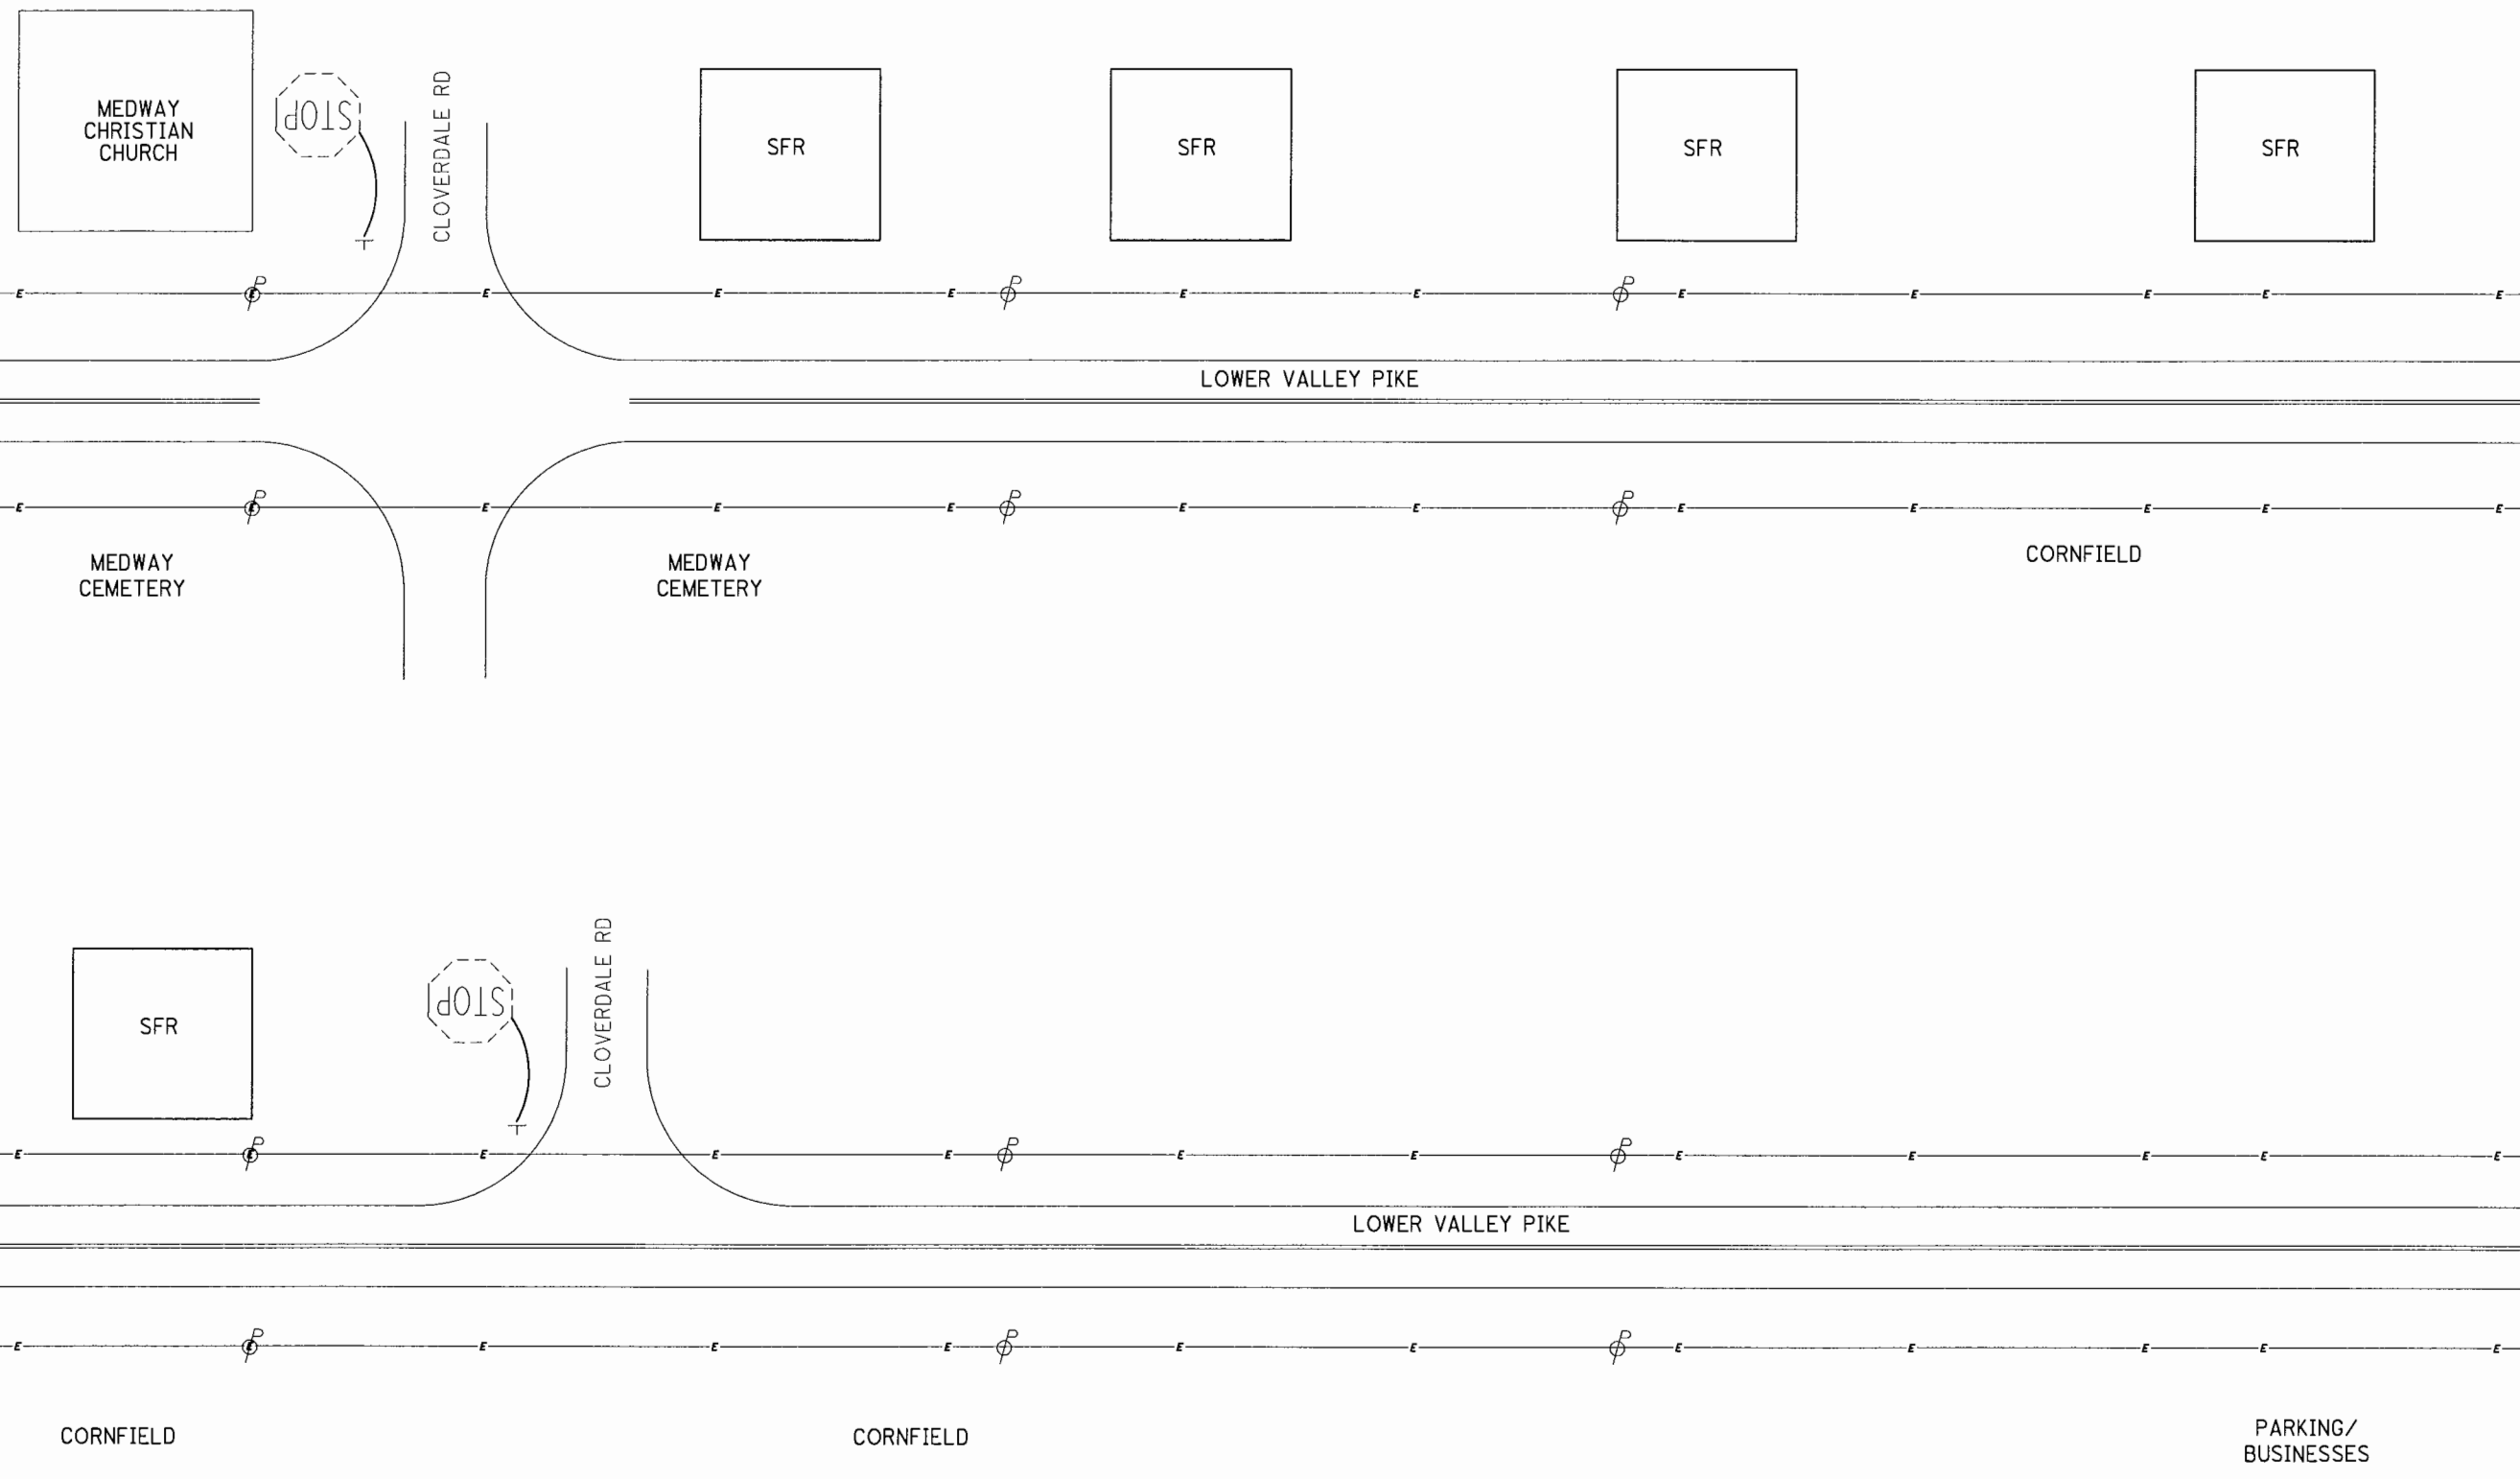 MEDWAY
CHRISTIAN
CHURCH
STOP
CLOVERDALE RD
SFR
SFR
SFR
SFR
E P E E E P E E P E E E E E
LOWER VALLEY PIKE
E P E E E P E E P E E E E E
MEDWAY
CEMETERY
MEDWAY
CEMETERY
CORNFIELD
SFR
STOP
CLOVERDALE RD
E P E E E P E E P E E E E E
LOWER VALLEY PIKE
E P E E E P E E P E E E E E
CORNFIELD
CORNFIELD
PARKING/
BUSINESSES